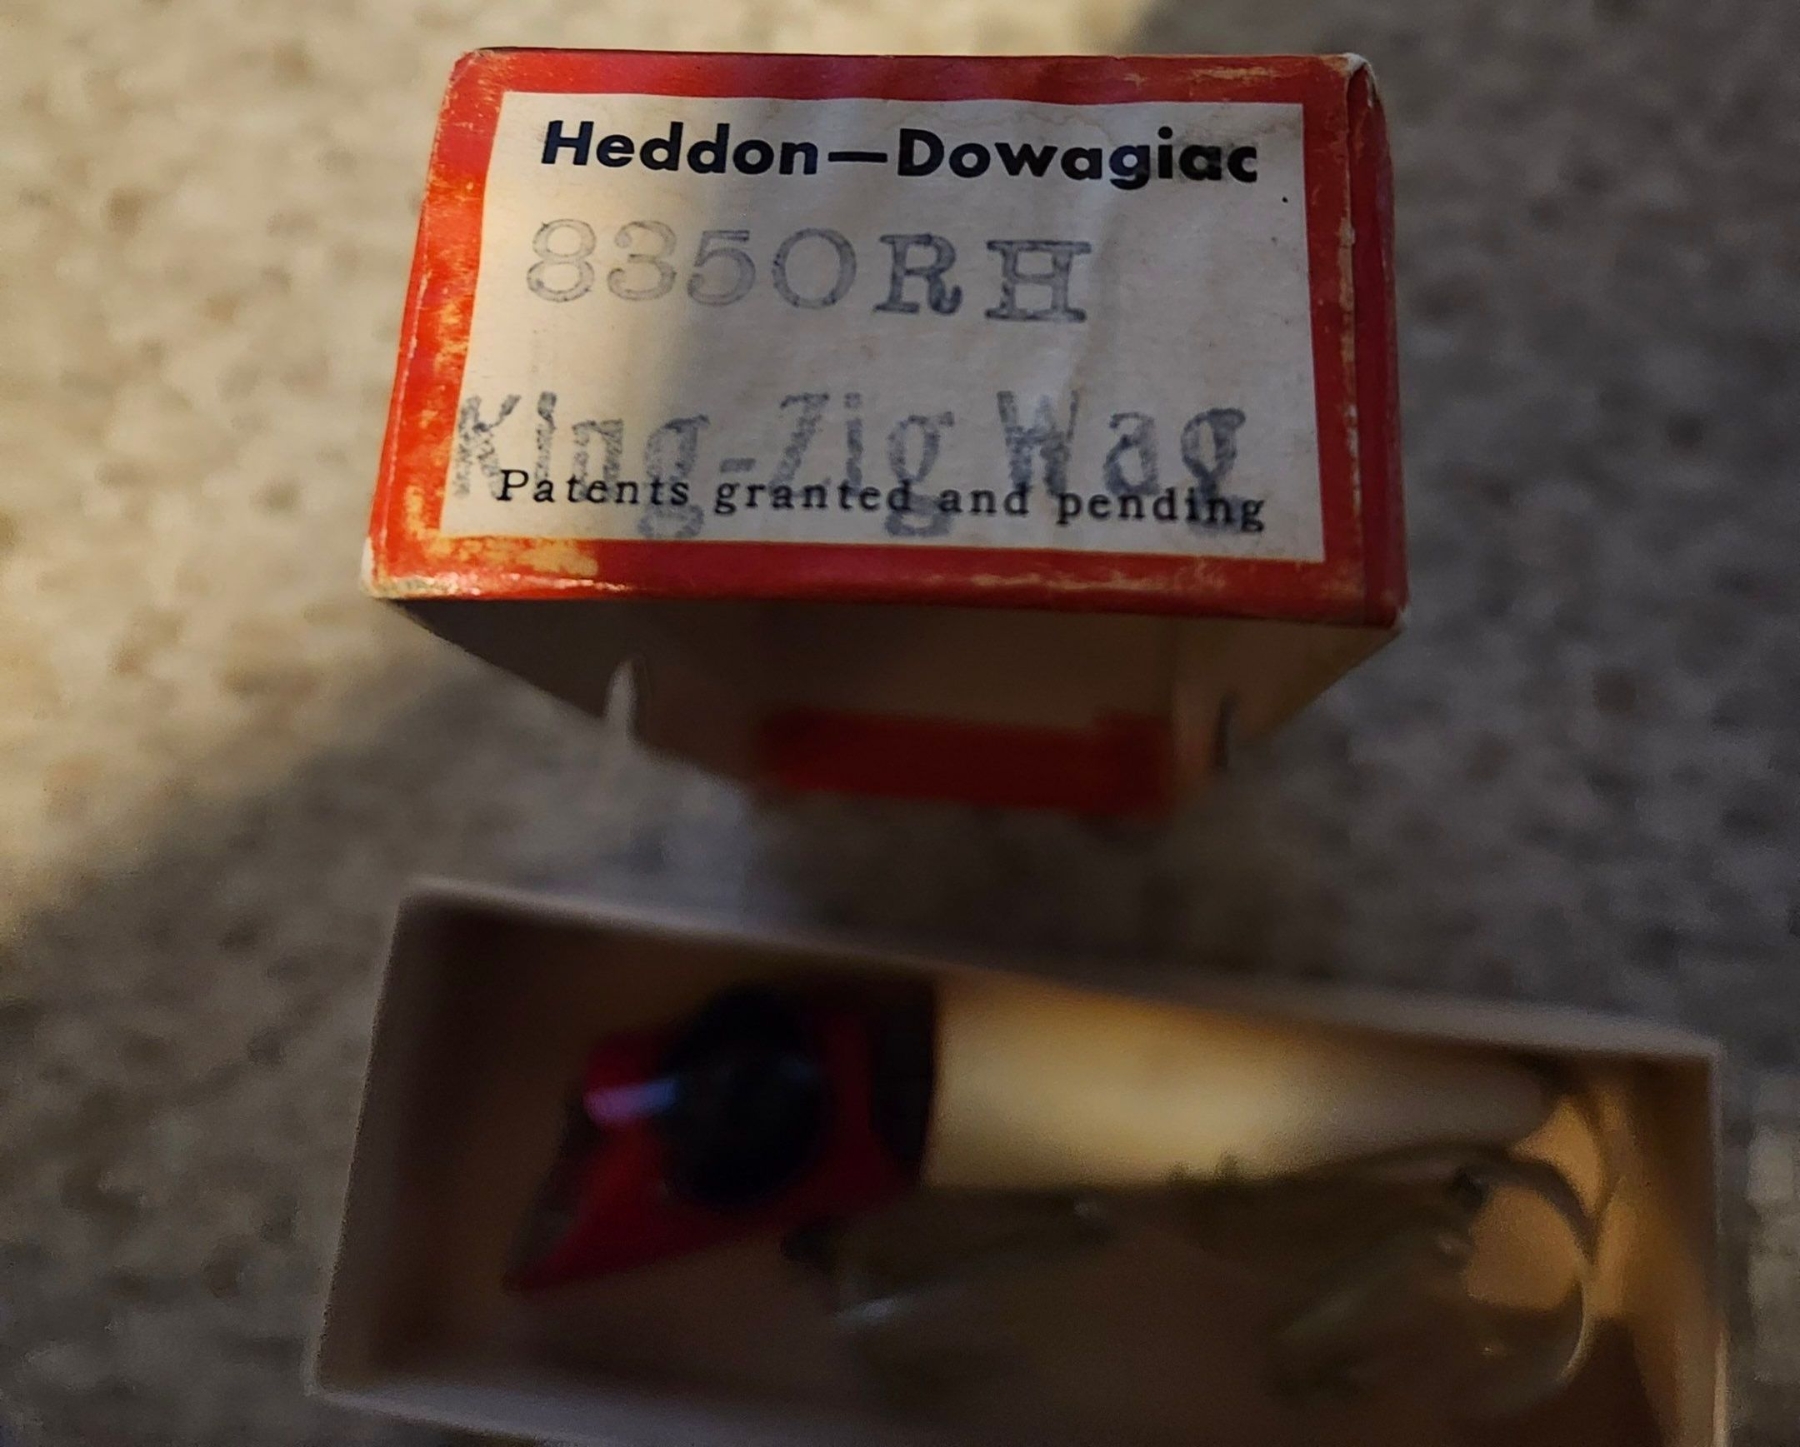 Heddon—Dowagiac
8350RH
King-Zig Wag
Patents granted and pending